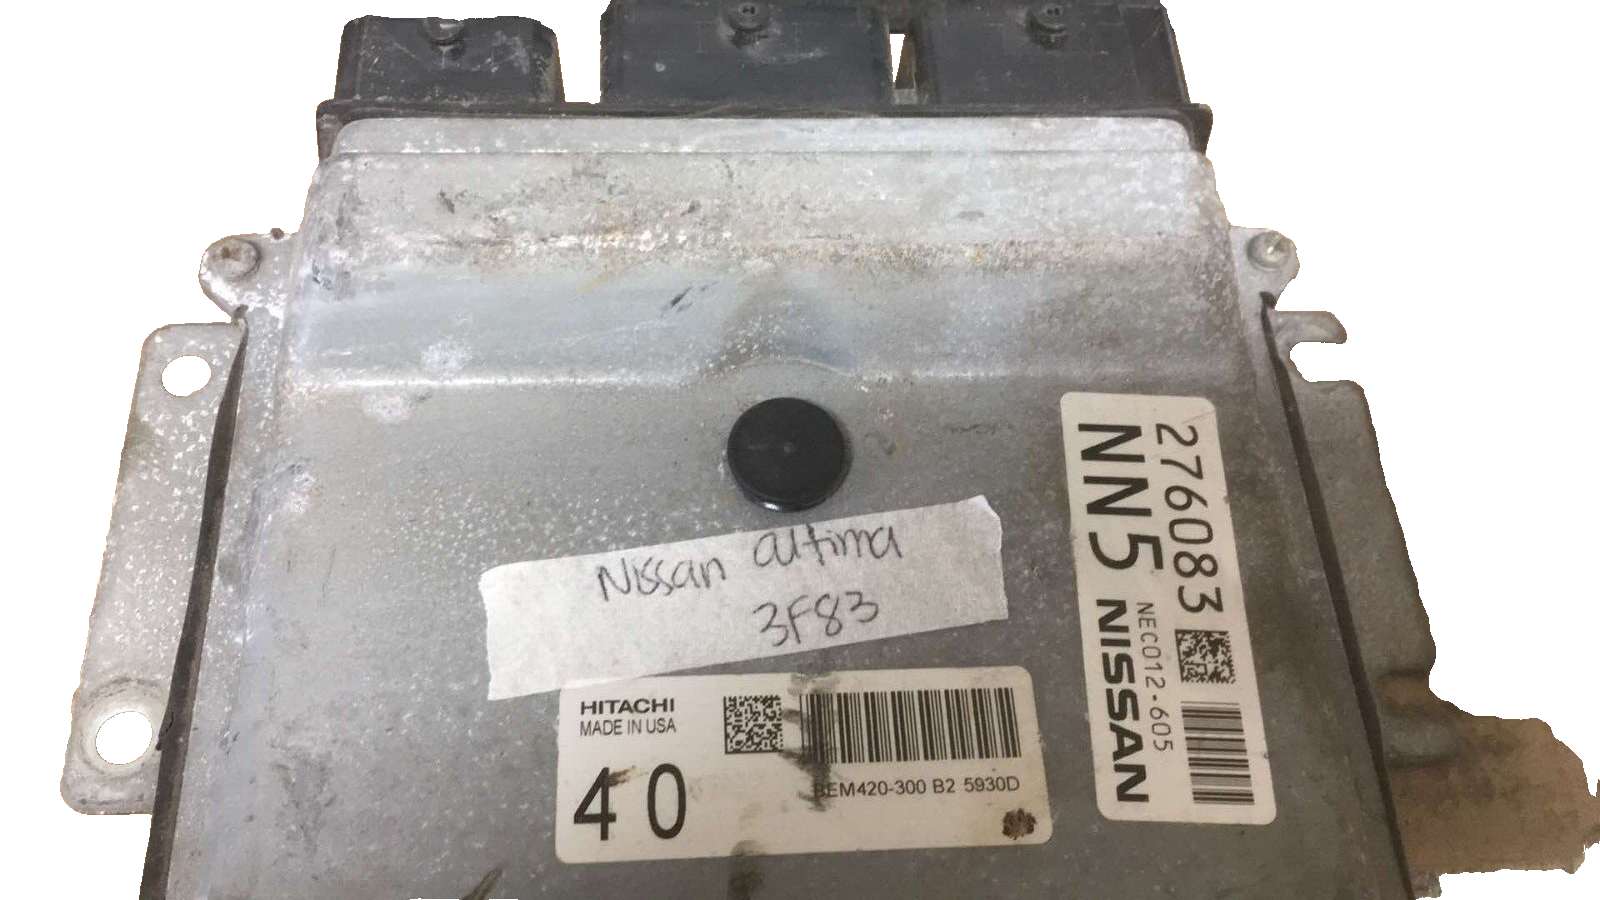 Nissan altima
3F83
HITACHI
MADE IN USA
40
BEM420-300 B2 5930D
276083
NN5
NEC012-605
NISSAN